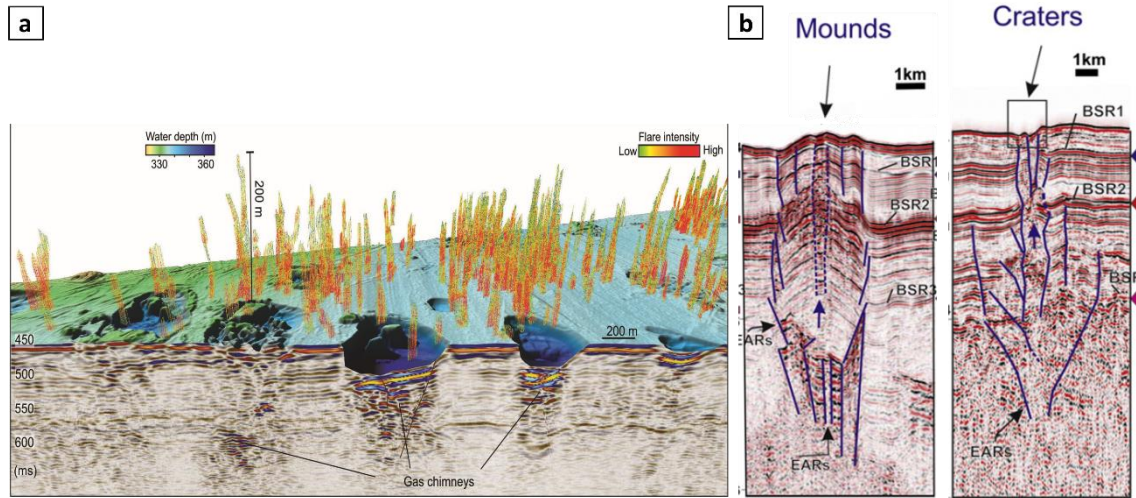 a
Water depth (m)
330 360
200 m
Flare intensity
Low High
200 m
450
500
550
600
(ms)
Gas chimneys
b
Mounds
1km
BSR1
BSR2
BSR3
EARs
EARs
Craters
1km
BSR1
BSR2
EARs